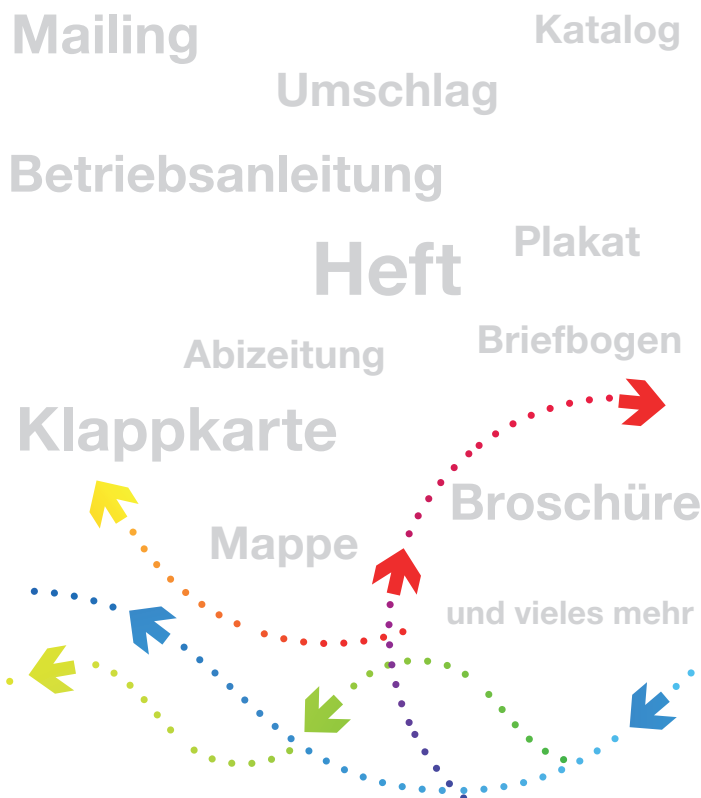 Mailing
Katalog
Umschlag
Betriebsanleitung
Plakat
Heft
Briefbogen
Abizeitung
Klappkarte
Broschüre
Mappe
und vieles mehr